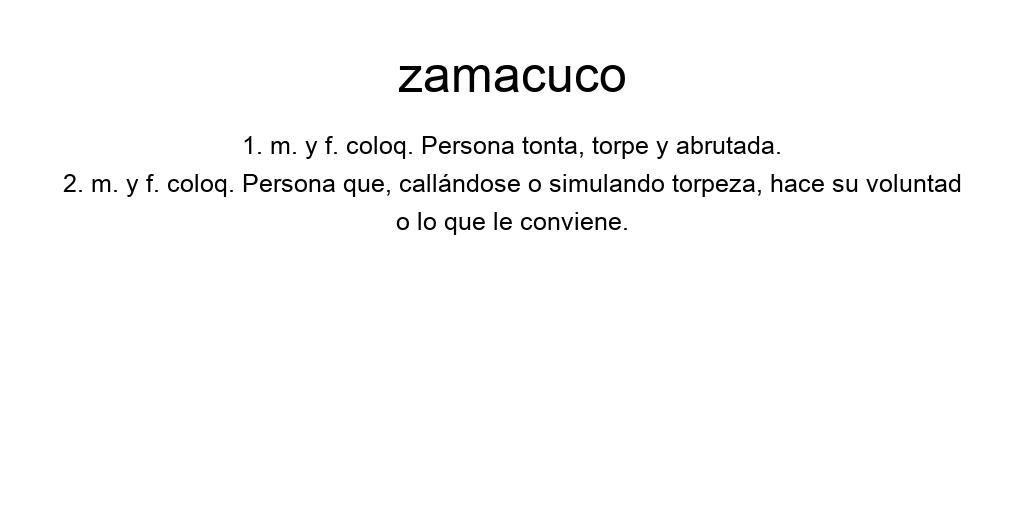 zamacuco
1. m. y f. coloq. Persona tonta, torpe y abrutada.
2. m. y f. coloq. Persona que, callándose o simulando torpeza, hace su voluntad
o lo que le conviene.